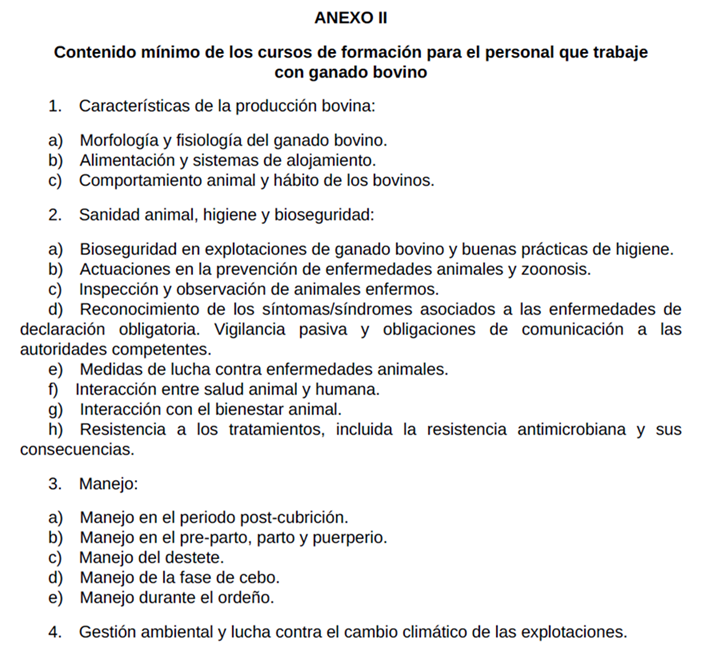 ANEXO II
Contenido mínimo de los cursos de formación para el personal que trabaje
con ganado bovino
1. Características de la producción bovina:
a) Morfología y fisiología del ganado bovino.
b) Alimentación y sistemas de alojamiento.
c) Comportamiento animal y hábito de los bovinos.
2. Sanidad animal, higiene y bioseguridad:
a) Bioseguridad en explotaciones de ganado bovino y buenas prácticas de higiene.
b) Actuaciones en la prevención de enfermedades animales y zoonosis.
c) Inspección y observación de animales enfermos.
d) Reconocimiento de los síntomas/síndromes asociados a las enfermedades de
declaración obligatoria. Vigilancia pasiva y obligaciones de comunicación a las
autoridades competentes.
e) Medidas de lucha contra enfermedades animales.
f) Interacción entre salud animal y humana.
g) Interacción con el bienestar animal.
h) Resistencia a los tratamientos, incluida la resistencia antimicrobiana y sus
consecuencias.
3. Manejo:
a) Manejo en el periodo post-cubrición.
b) Manejo en el pre-parto, parto y puerperio.
c) Manejo del destete.
d) Manejo de la fase de cebo.
e) Manejo durante el ordeño.
4. Gestión ambiental y lucha contra el cambio climático de las explotaciones.